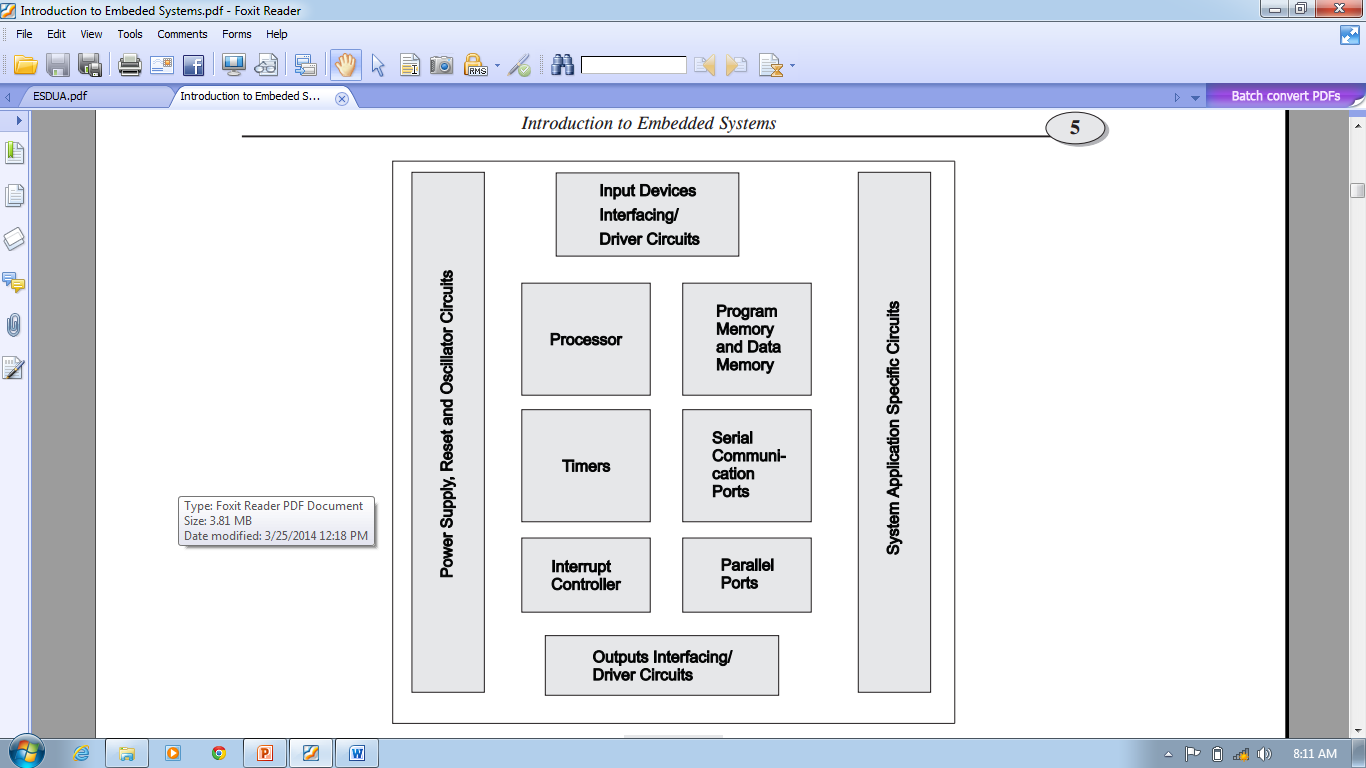 Introduction to Embeded Systems.pdf - Foxit Reader
File Edit View Tools Comments Forms Help
RMS
ESDUA.pdf
Introduction to Embeded S...
Batch convert PDFs
Introduction to Embedded Systems
5
Input Devices
Interfacing/
Driver Circuits
Power Supply, Reset and Oscillator Circuits
Processor
Program
Memory
and Data
Memory
Timers
Serial
Communi-
cation
Ports
Interrupt
Controller
Parallel
Ports
Outputs Interfacing/
Driver Circuits
System Application Specific Circuits
Type: Foxit Reader PDF Document
Size: 3.81 MB
Date modified: 3/25/2014 12:18 PM
8:11 AM